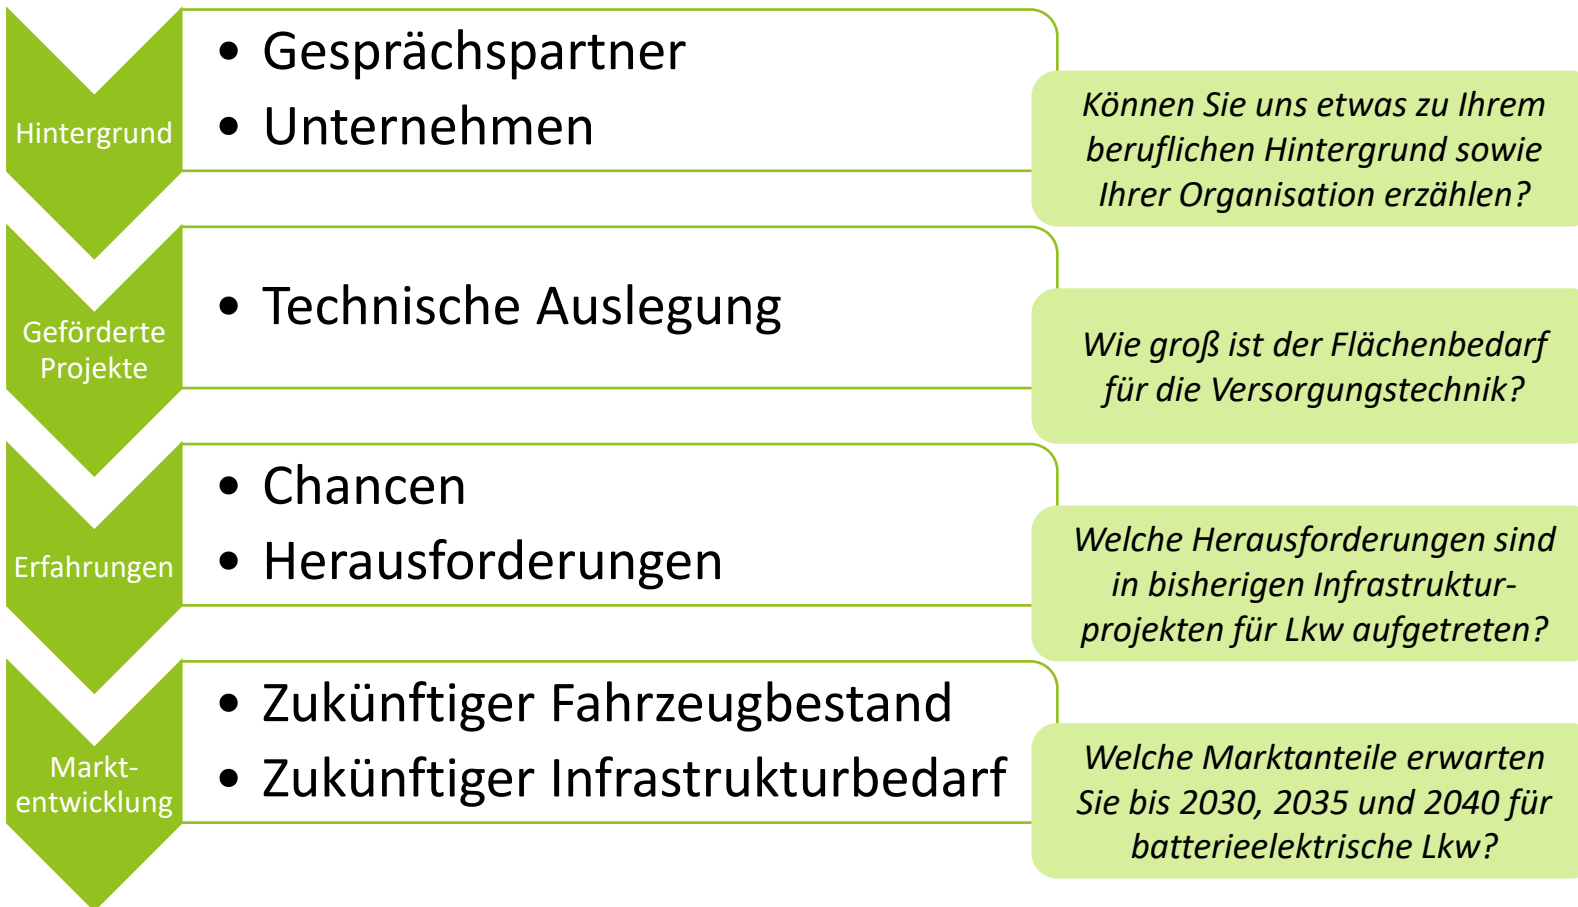 Hintergrund
• Gesprächspartner
• Unternehmen
Können Sie uns etwas zu Ihrem
beruflichen Hintergrund sowie
Ihrer Organisation erzählen?
Geförderte
Projekte
• Technische Auslegung
Wie groß ist der Flächenbedarf
für die Versorgungstechnik?
Erfahrungen
• Chancen
• Herausforderungen
Welche Herausforderungen sind
in bisherigen Infrastruktur-
projekten für Lkw aufgetreten?
Markt-
entwicklung
• Zukünftiger Fahrzeugbestand
• Zukünftiger Infrastrukturbedarf
Welche Marktanteile erwarten
Sie bis 2030, 2035 und 2040 für
batterieelektrische Lkw?